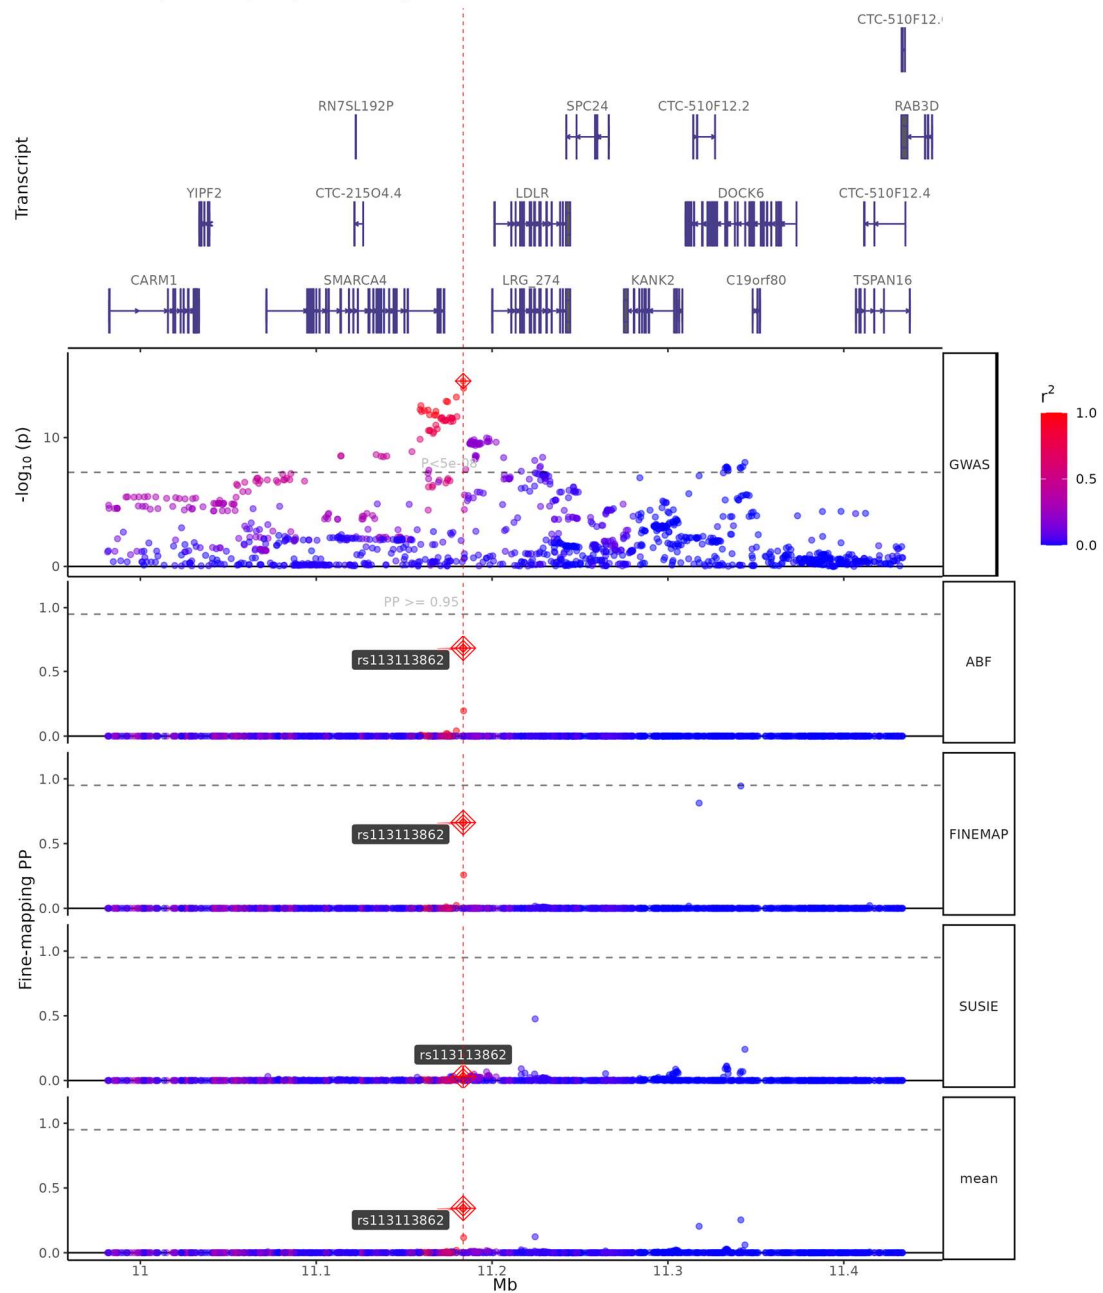 CTC-510F12.
RN7SL192P
SPC24
CTC-510F12.2
RAB3D
YIPF2
CTC-215O4.4
LDLR
DOCK6
CTC-510F12.4
CARM1
SMARCA4
LRG_274
KANK2
C19orf80
TSPAN16
Transcript
-log10 (p)
10
0
P<5e-08
GWAS
r2
1.0
0.5
0.0
Fine-mapping PP
1.0
0.5
0.0
PP >= 0.95
rs113113862
ABF
1.0
0.5
0.0
rs113113862
FINEMAP
1.0
0.5
0.0
rs113113862
SUSIE
1.0
0.5
0.0
rs113113862
mean
11 11.1 11.2 11.3 11.4
Mb